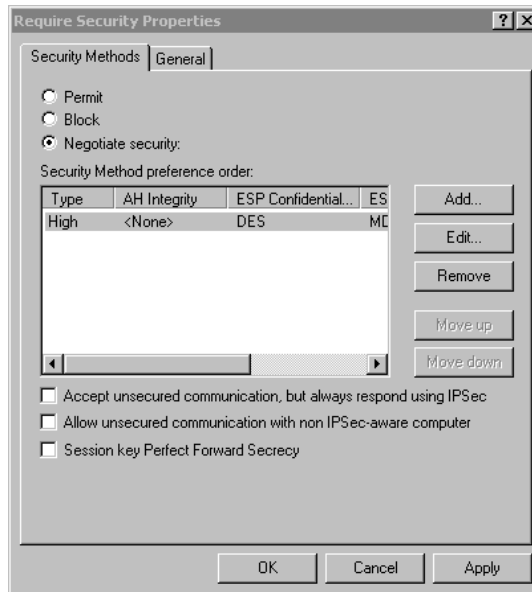 Require Security Properties
Security Methods General
Permit
Block
Negotiate security:
Security Method preference order:
Type AH Integrity ESP Confidential... ES
High <None> DES MD
Add...
Edit...
Remove
Move up
Move down
Accept unsecured communication, but always respond using IPSec
Allow unsecured communication with non IPSec-aware computer
Session key Perfect Forward Secrecy
OK Cancel Apply